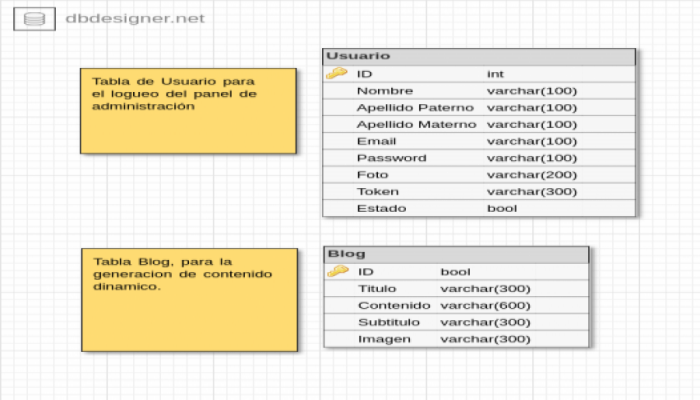 dbdesigner.net
Tabla de Usuario para
el logueo del panel de
administración
Usuario
ID int
Nombre varchar(100)
Apellido Paterno varchar(100)
Apellido Materno varchar(100)
Email varchar(100)
Password varchar(100)
Foto varchar(200)
Token varchar(300)
Estado bool
Tabla Blog, para la
generacion de contenido
dinamico.
Blog
ID bool
Titulo varchar(300)
Contenido varchar(600)
Subtitulo varchar(300)
Imagen varchar(300)